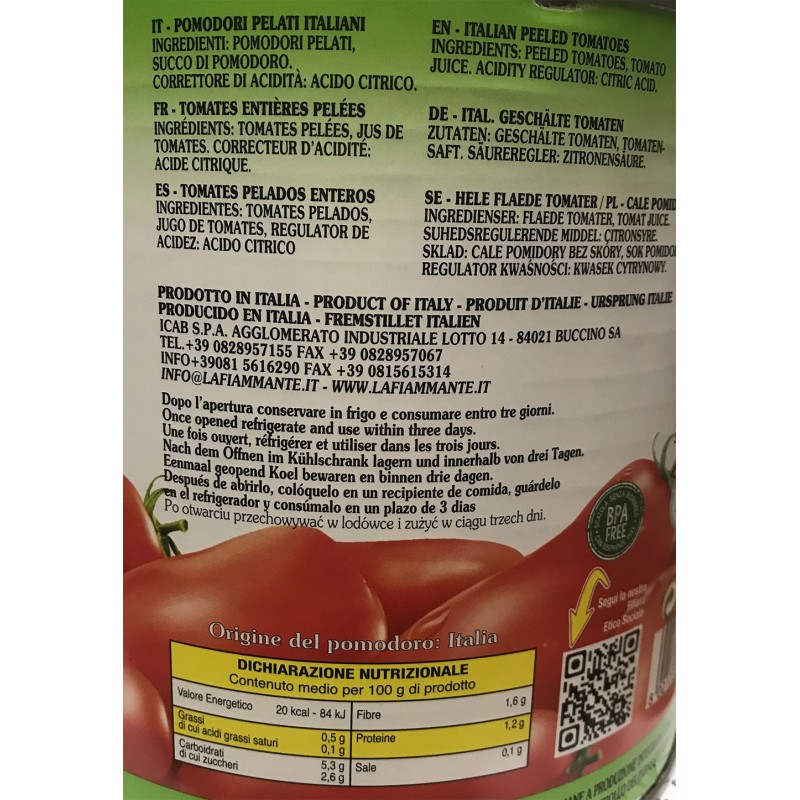 IT - POMODORI PELATI ITALIANI
INGREDIENTI: POMODORI PELATI,
SUCCO DI POMODORO.
CORRETTORE DI ACIDITÀ: ACIDO CITRICO.
EN - ITALIAN PEELED TOMATOES
INGREDIENTS: PEELED TOMATOES, TOMATO
JUICE. ACIDITY REGULATOR: CITRIC ACID.
FR - TOMATES ENTIÈRES PELÉES
INGRÉDIENTS: TOMATES PELÉES, JUS DE
TOMATES. CORRECTEUR D'ACIDITÉ:
ACIDE CITRIQUE.
DE - ITAL. GESCHÄLTE TOMATEN
ZUTATEN: GESCHÄLTE TOMATEN, TOMATEN-
SAFT. SÄUREREGLER: ZITRONENSÄURE.
ES - TOMATES PELADOS ENTEROS
INGREDIENTES: TOMATES PELADOS,
JUGO DE TOMATES, REGULATOR DE
ACIDEZ: ACIDO CITRICO
SE - HELE FLAEDE TOMATER / PL - CALE POMID
INGREDIENSER: FLAEDE TOMATER, TOMAT JUICE.
SUHEDSREGULERENDE MIDDEL: ÇITRONSYRE.
SKLAD: CALE POMIDORY BEZ SKÓRY, SOK POMIDO
REGULATOR KWAŚNOŚCI: KWASEK CYTRYNOWY.
PRODOTTO IN ITALIA - PRODUCT OF ITALY - PRODUIT D'ITALIE - URSPRUNG ITALIE
PRODUCIDO EN ITALIA - FREMSTILLET ITALIEN
ICAB S.P.A. AGGLOMERATO INDUSTRIALE LOTTO 14 - 84021 BUCCINO SA
TEL.+39 0828957155 FAX +39 0828957067
INFO+39081 5616290 FAX +39 0815615314
INFO@LAFIAMMANTE.IT - WWW.LAFIAMMANTE.IT
Dopo l'apertura conservare in frigo e consumare entro tre giorni.
Once opened refrigerate and use within three days.
Une fois ouvert, réfrigérer et utiliser dans les trois jours.
Nach dem Offnen im Kühlschrank lagern und innerhalb von drei Tagen.
Eenmaal geopend Koel bewaren en binnen drie dagen.
Después de abrirlo, colóquelo en un recipiente de comida, guárdelo
en el refrigerador y consúmalo en un plazo de 3 dias
Po otwarciu przechowywać w lodówce i zużyć w ciągu trzech dni.
BPA
FREE
Segui la nostra
Filiera
Etico Sociale
Origine del pomodoro: Italia
DICHIARAZIONE NUTRIZIONALE
Contenuto medio per 100 g di prodotto
Valore Energetico 20 kcal - 84 kJ
Fibre 1,6 g
Grassi 0,5 g
di cui acidi grassi saturi 0,1 g
Proteine 1,2 g
Carboidrati 5,3 g
di cui zuccheri 2,6 g
Sale 0,1 g